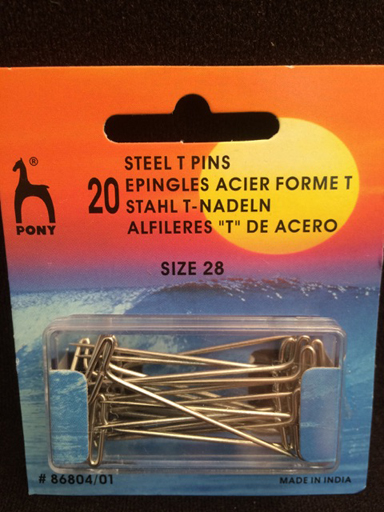 STEEL T PINS
20 EPINGLES ACIER FORME T
STAHL T-NADELN
ALFILERES "T" DE ACERO
®
PONY
SIZE 28
# 86804/01
MADE IN INDIA